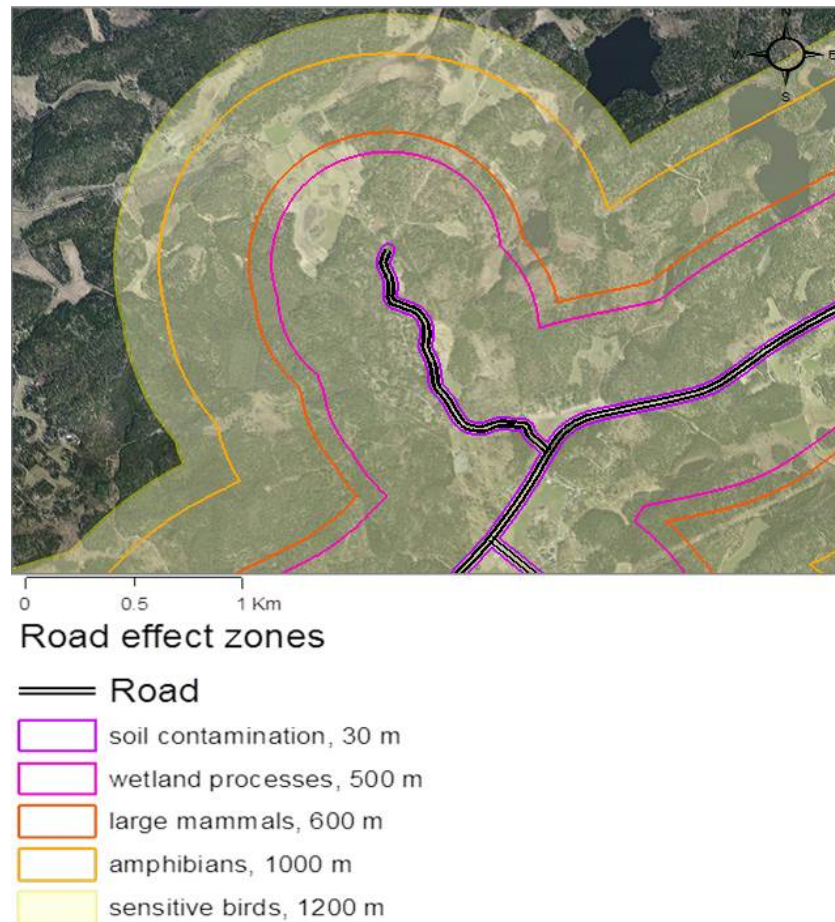 N
W E
S
0 0.5 1 Km
Road effect zones
Road
soil contamination, 30 m
wetland processes, 500 m
large mammals, 600 m
amphibians, 1000 m
sensitive birds, 1200 m